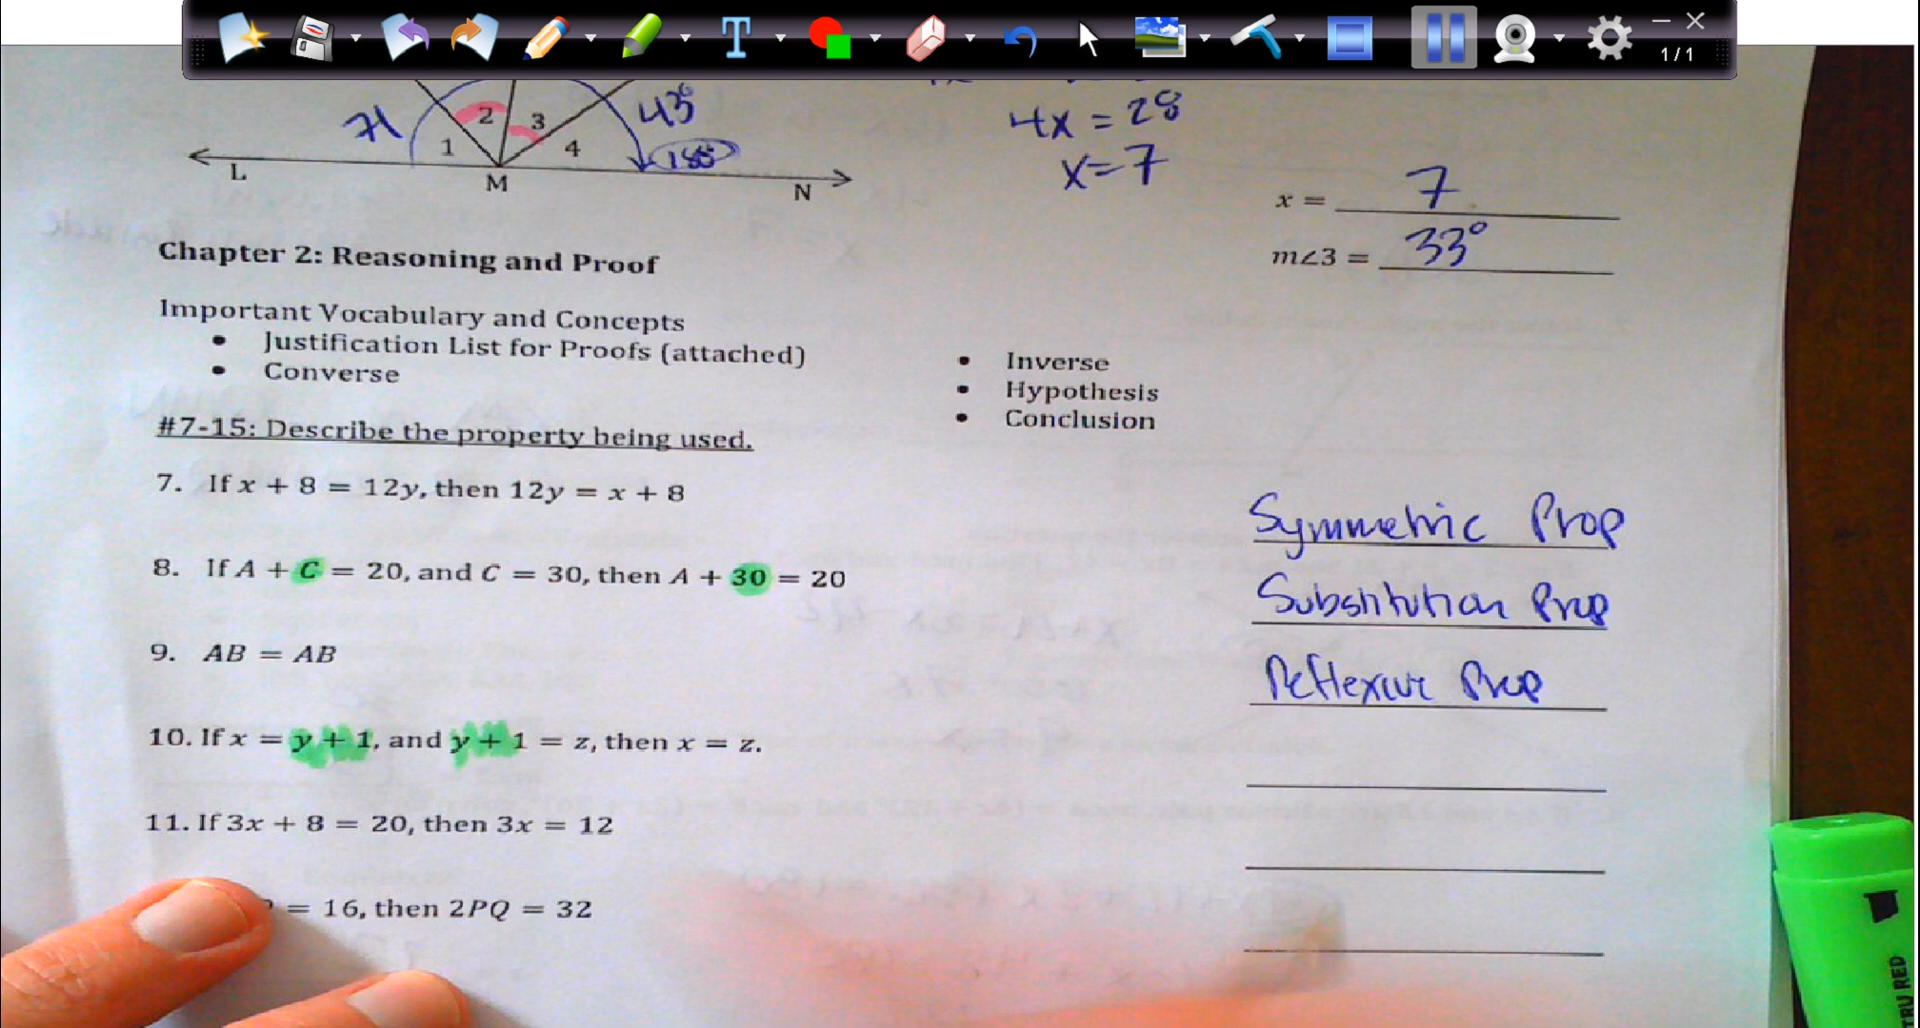 1/1
71
2
3
1
4
43°
180
L
M
N
4x = 28
x=7
x = 7
m∠3 = 33°
Chapter 2: Reasoning and Proof
Important Vocabulary and Concepts
• Justification List for Proofs (attached)
• Converse
• Inverse
• Hypothesis
• Conclusion
#7-15: Describe the property being used.
7. If x + 8 = 12y, then 12y = x + 8
Symmetric Prop
8. If A + C = 20, and C = 30, then A + 30 = 20
Substitution Prop
9. AB = AB
Reflexive Prop
10. If x = y + 1, and y + 1 = z, then x = z.
11. If 3x + 8 = 20, then 3x = 12
= 16, then 2PQ = 32
TRU RED